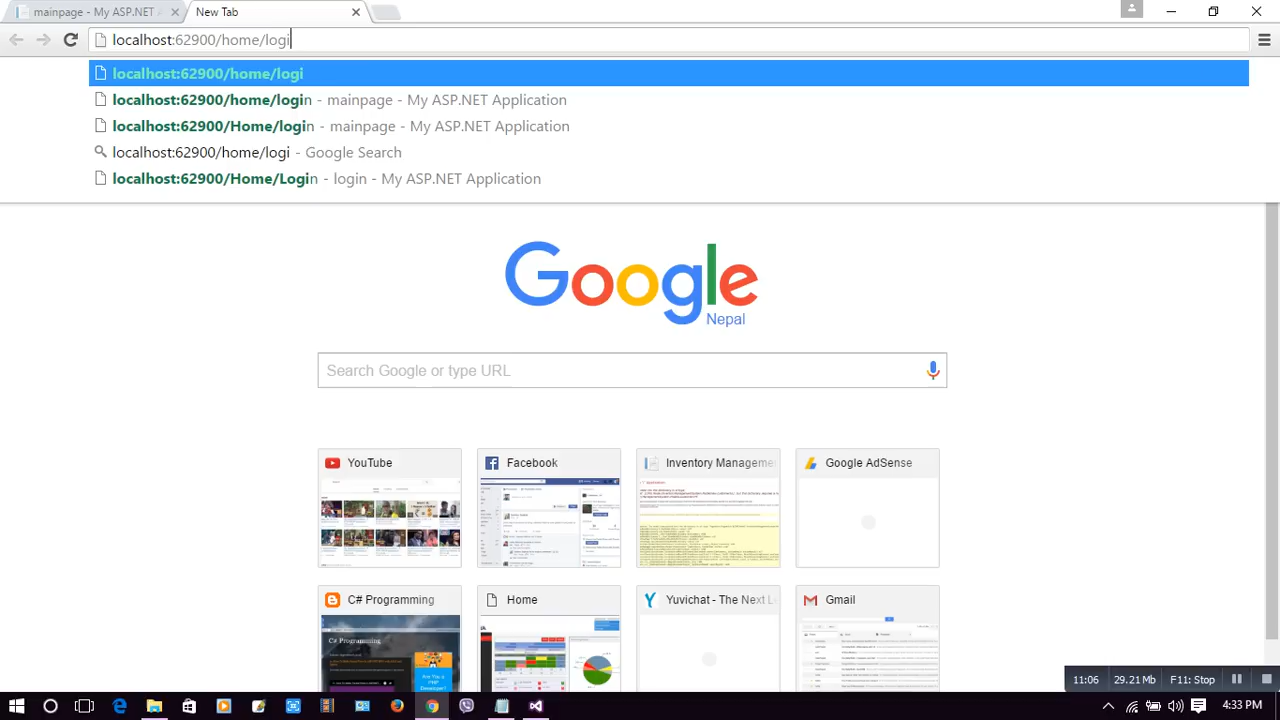 mainpage - My ASP.NET A
New Tab
localhost:62900/home/logi
localhost:62900/home/logi
localhost:62900/home/login - mainpage - My ASP.NET Application
localhost:62900/Home/login - mainpage - My ASP.NET Application
localhost:62900/home/logi - Google Search
localhost:62900/Home/Login - login - My ASP.NET Application
Google
Nepal
Search Google or type URL
YouTube
Facebook
Inventory Manageme
Google AdSense
C# Programming
Home
Yuvichat - The Next L
Gmail
C# Programming
Are You a
Developer!
11:06
29.21 Mb
F11: Stop
4:33 PM